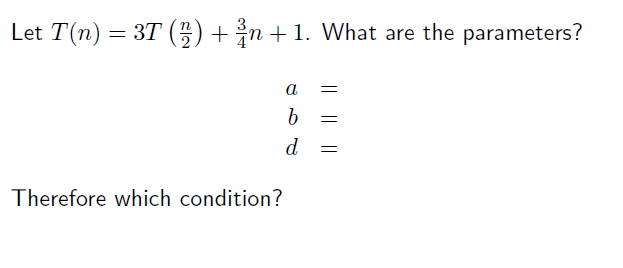 Let T(n) = 3T (n/2) + 3/4 n + 1. What are the parameters?
a =
b =
d =
Therefore which condition?